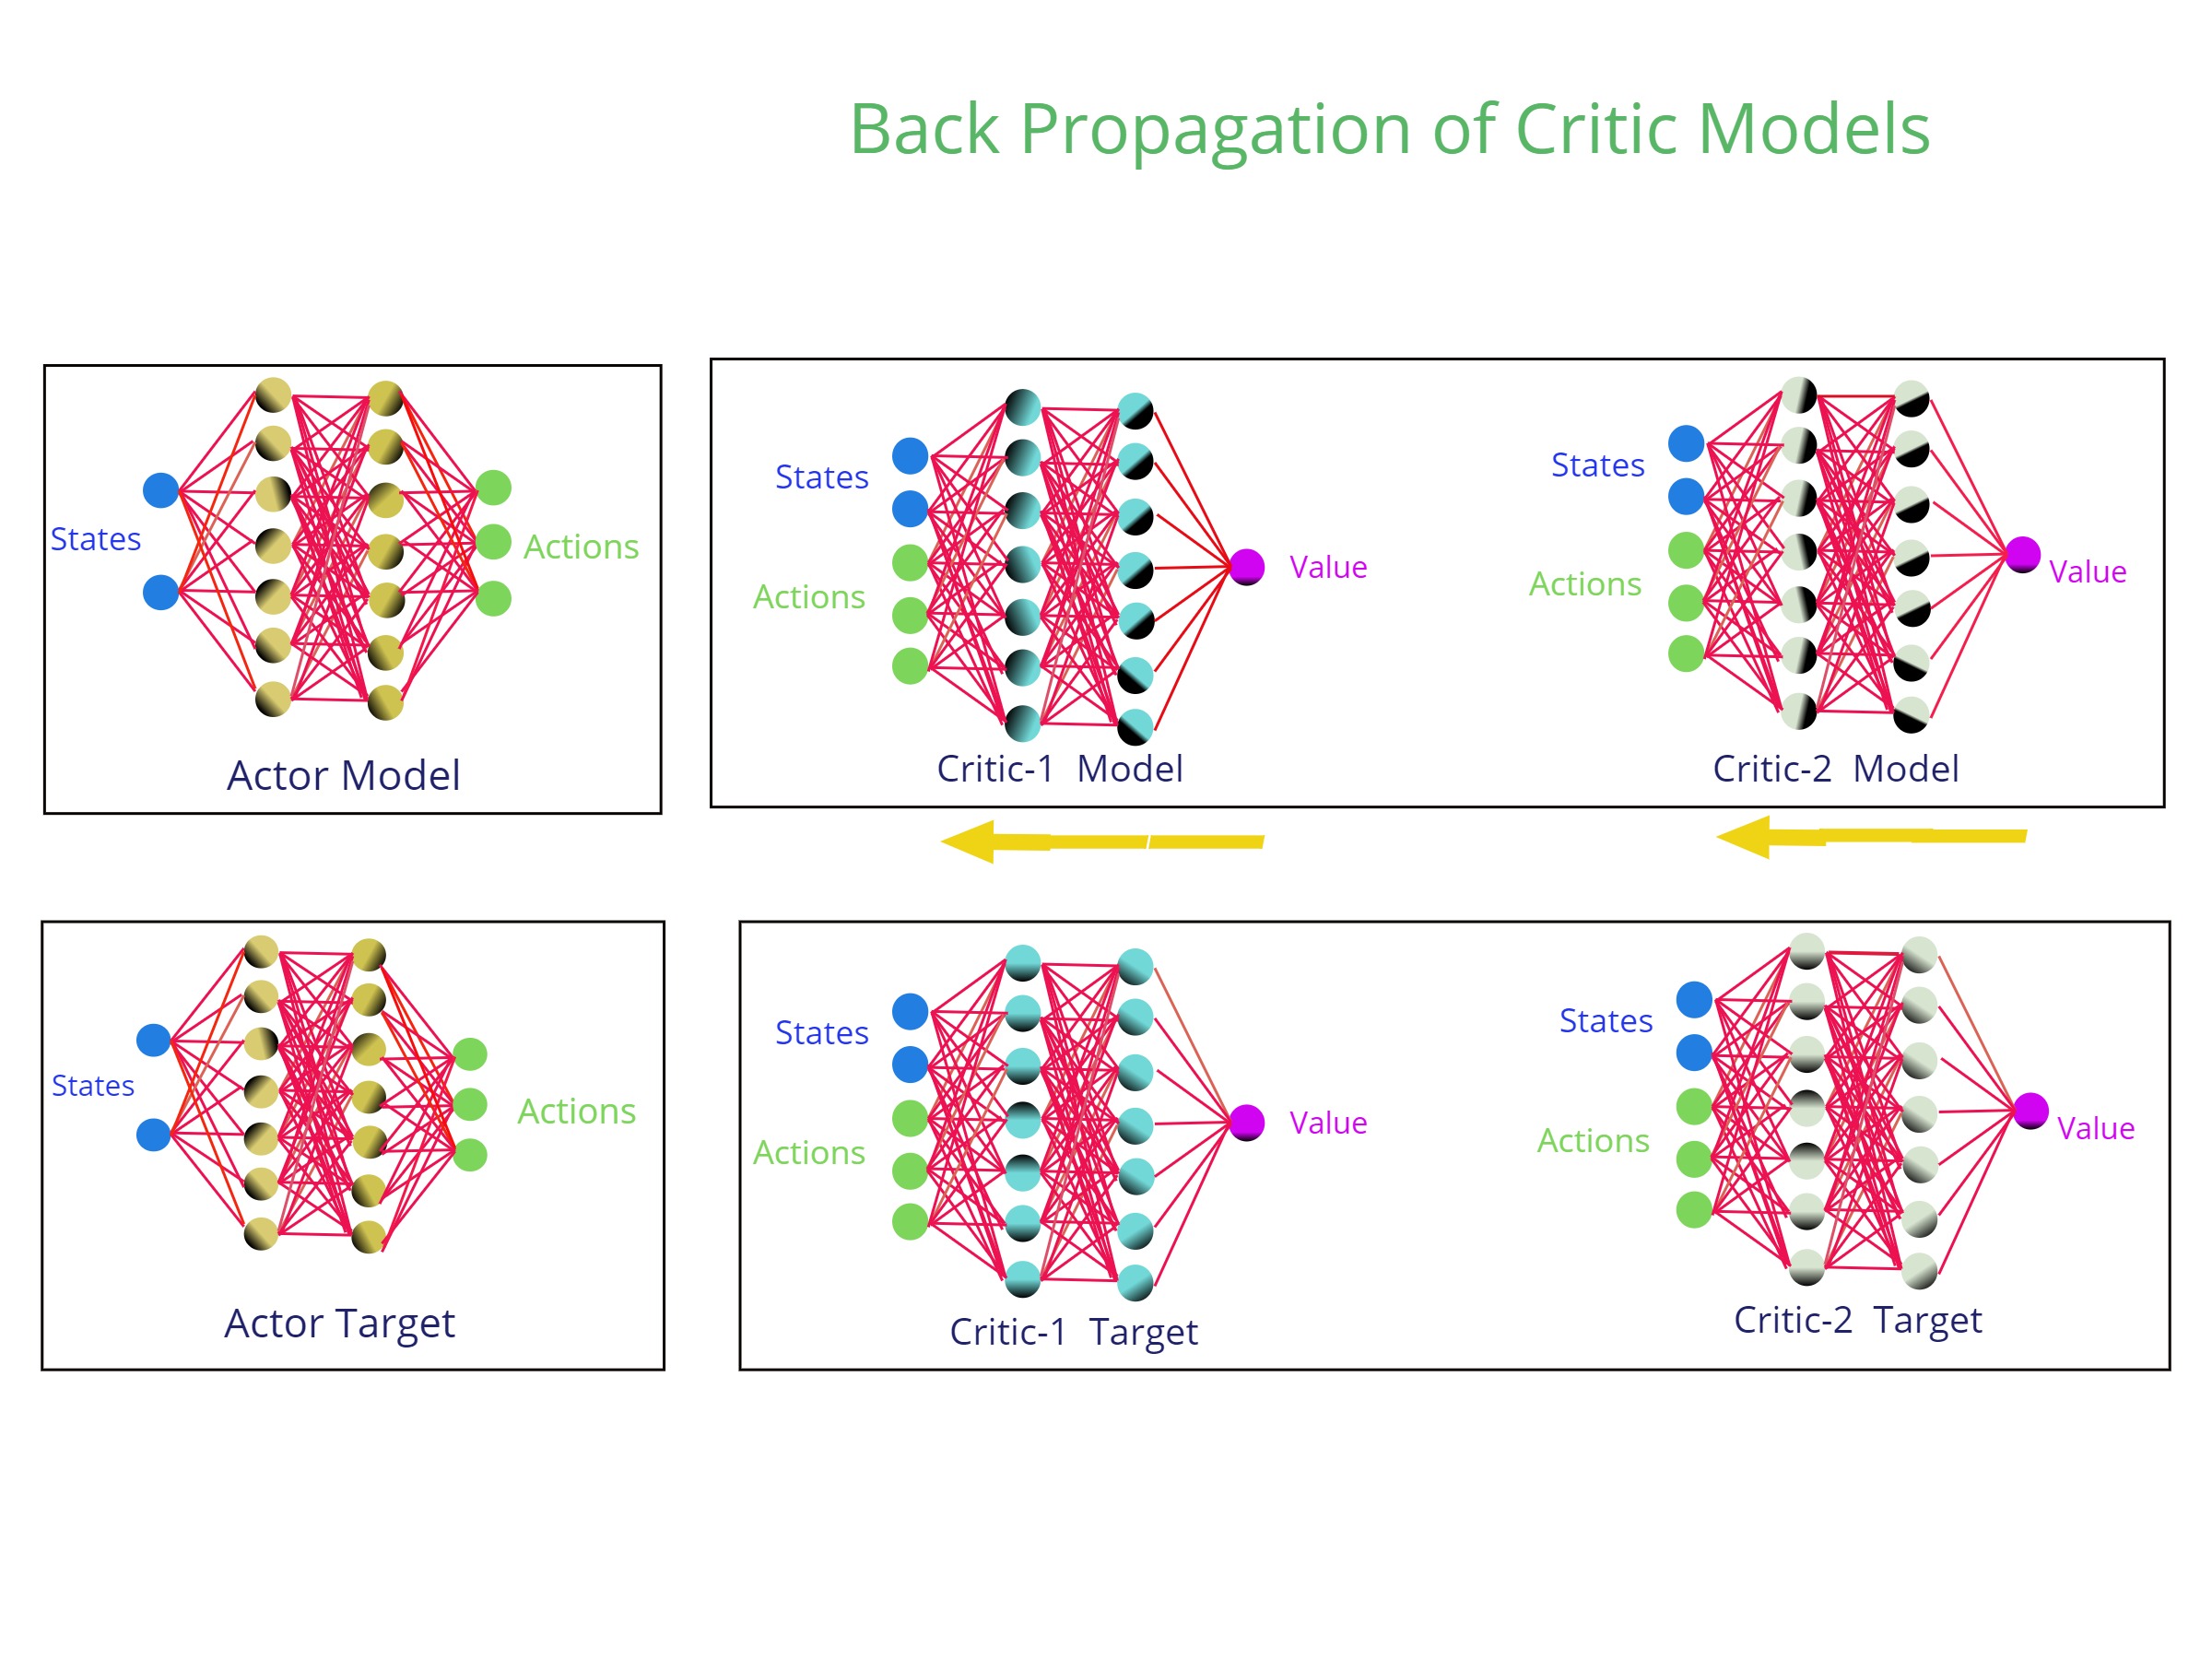 Back Propagation of Critic Models
States
Actions
Actor Model
States
Actions
Value
Critic-1 Model
States
Actions
Value
Critic-2 Model
States
Actions
Actor Target
States
Actions
Value
Critic-1 Target
States
Actions
Value
Critic-2 Target